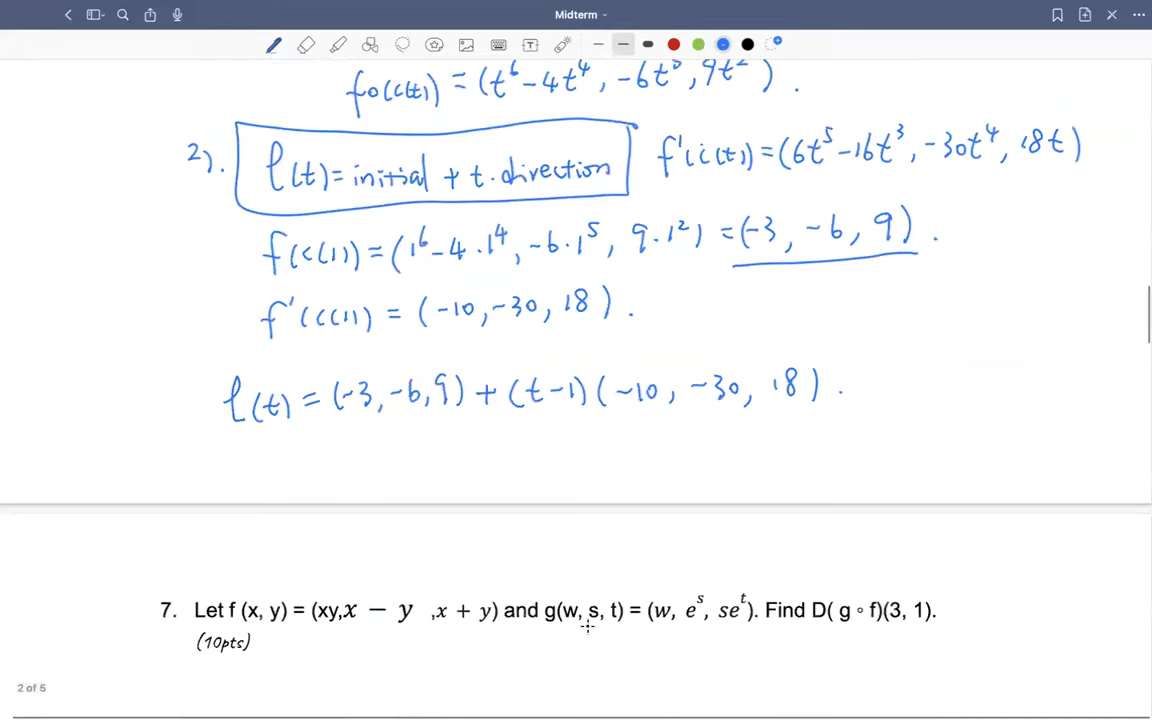 Midterm
fo(c(t)) = (t⁶ - 4t⁴, -6t⁵, 9t²).
2). l(t) = initial + t·direction f'(c(t)) = (6t⁵ - 16t³, -30t⁴, 18t)
f(c(1)) = (1⁶ - 4·1⁴, -6·1⁵, 9·1²) = (-3, -6, 9).
f'(c(1)) = (-10, -30, 18).
l(t) = (-3, -6, 9) + (t-1)(-10, -30, 18).
7. Let f (x, y) = (xy, x − y ,x + y) and g(w, s, t) = (w, eˢ, seᵗ). Find D( g ∘ f)(3, 1).
(10pts)
2 of 5